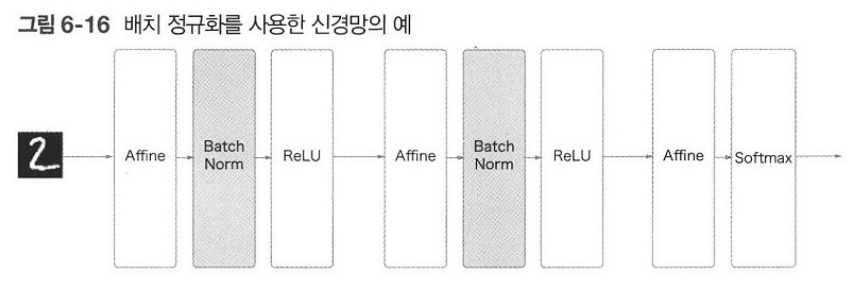 그림 6-16 배치 정규화를 사용한 신경망의 예
2
Affine
Batch
Norm
ReLU
Affine
Batch
Norm
ReLU
Affine
Softmax